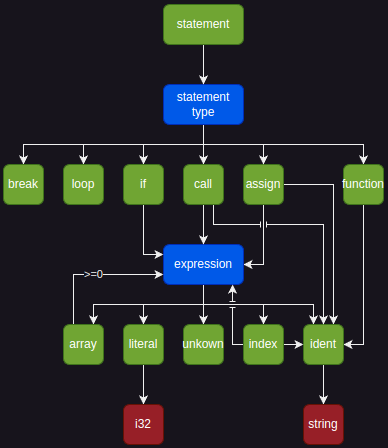 statement
statement
type
break
loop
if
call
assign
function
expression
>=0
array
literal
unkown
index
ident
i32
string